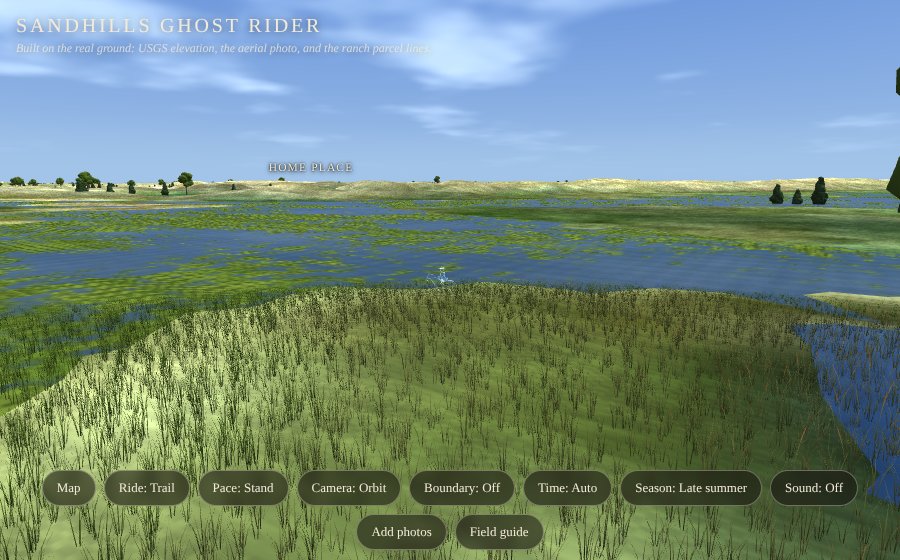 SANDHILLS GHOST RIDER
Built on the real ground: USGS elevation, the aerial photo, and the ranch parcel lines.
HOME PLACE
Map
Ride: Trail
Pace: Stand
Camera: Orbit
Boundary: Off
Time: Auto
Season: Late summer
Sound: Off
Add photos
Field guide